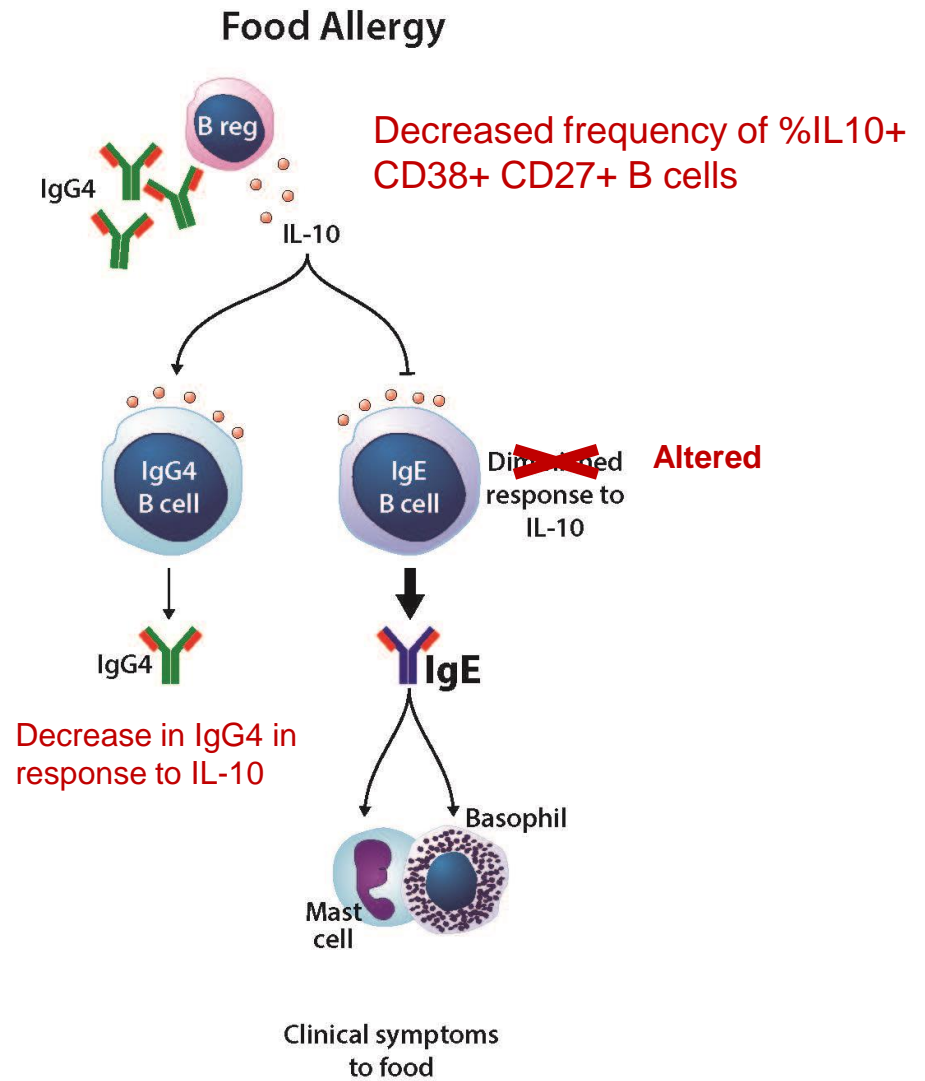 Food Allergy
B reg
Decreased frequency of %IL10+
CD38+ CD27+ B cells
IgG4
IL-10
IgG4
B cell
IgE
B cell
response to
IL-10
Altered
IgG4
IgE
Decrease in IgG4 in
response to IL-10
Basophil
Mast
cell
Clinical symptoms
to food